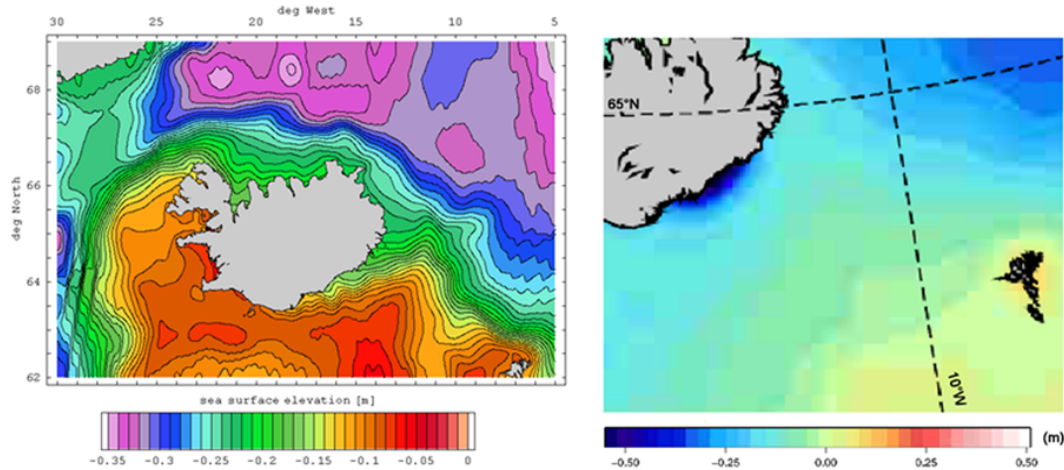 deg West
30 25 20 15 10 5
68
66
64
62
deg North
sea surface elevation [m]
-0.35 -0.3 -0.25 -0.2 -0.15 -0.1 -0.05 0
65°N
10°W
(m)
-0.50 -0.25 0.00 0.25 0.50